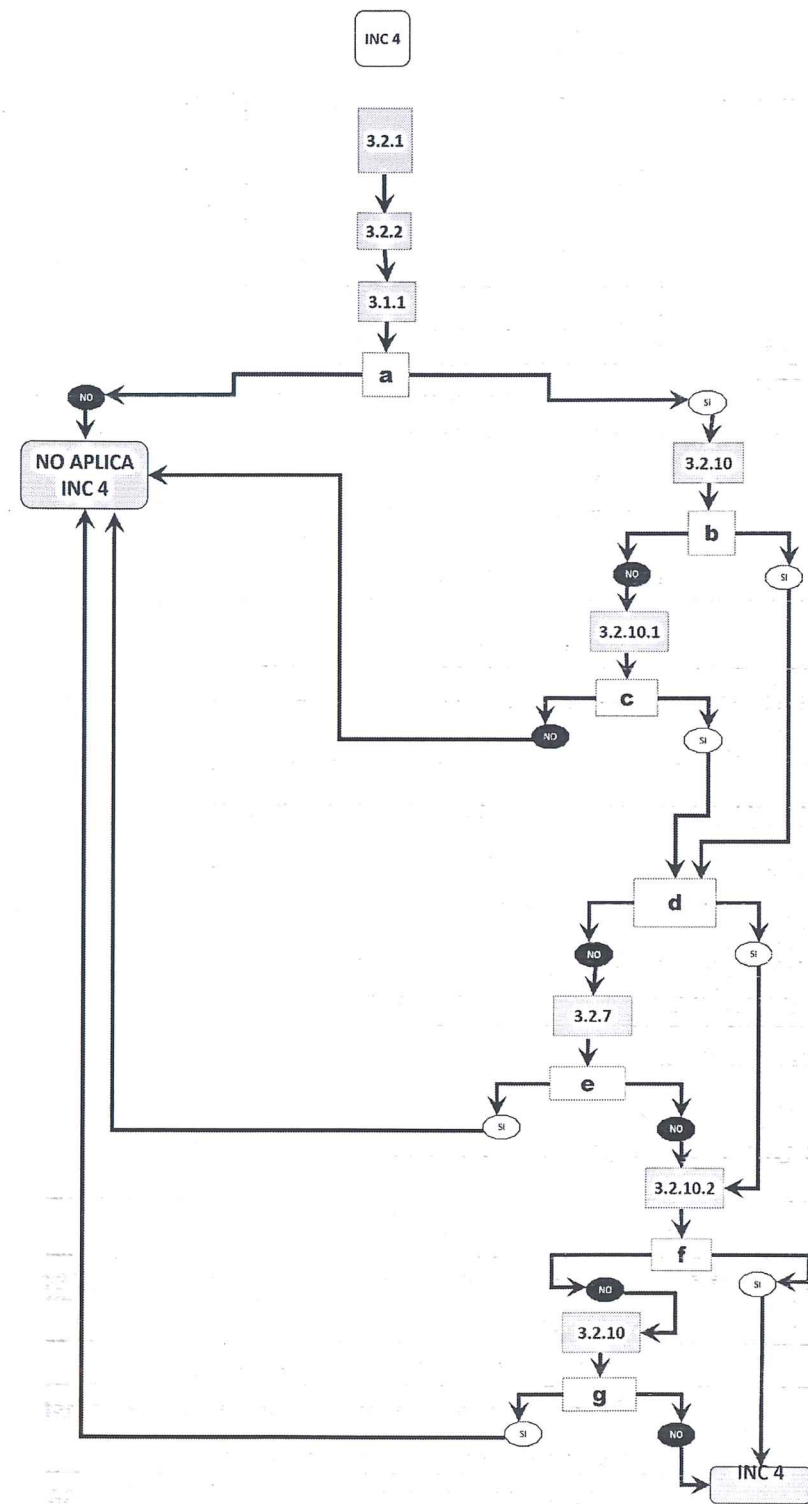 INC 4
3.2.1
3.2.2
3.1.1
a
NO
SI
NO APLICA
INC 4
3.2.10
b
NO
SI
3.2.10.1
c
NO
SI
d
NO
SI
3.2.7
e
SI
NO
3.2.10.2
f
NO
SI
3.2.10
g
SI
NO
INC 4